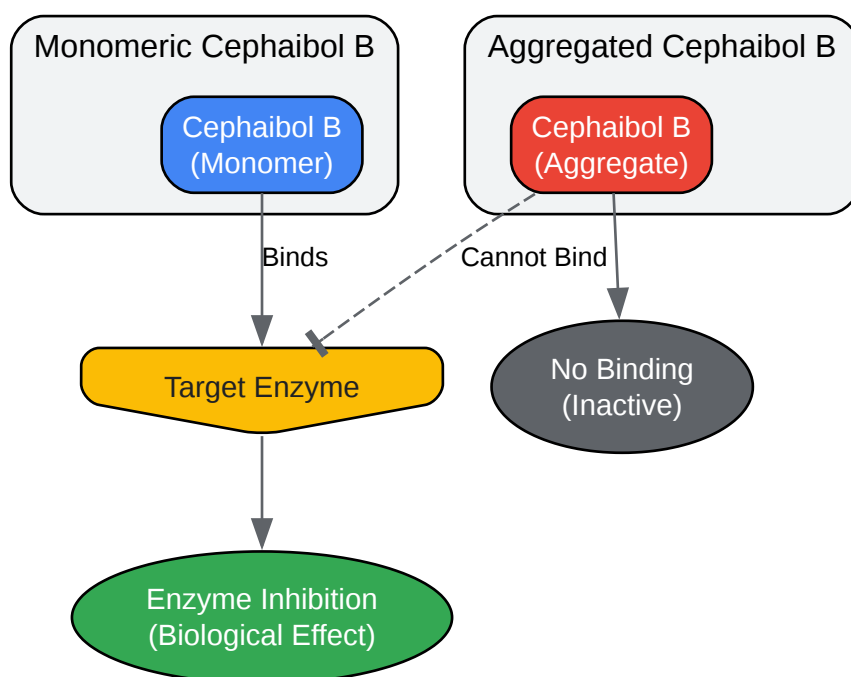 Monomeric Cephaibol B
Aggregated Cephaibol B
Cephaibol B
(Monomer)
Cephaibol B
(Aggregate)
Binds
Cannot Bind
Target Enzyme
No Binding
(Inactive)
Enzyme Inhibition
(Biological Effect)